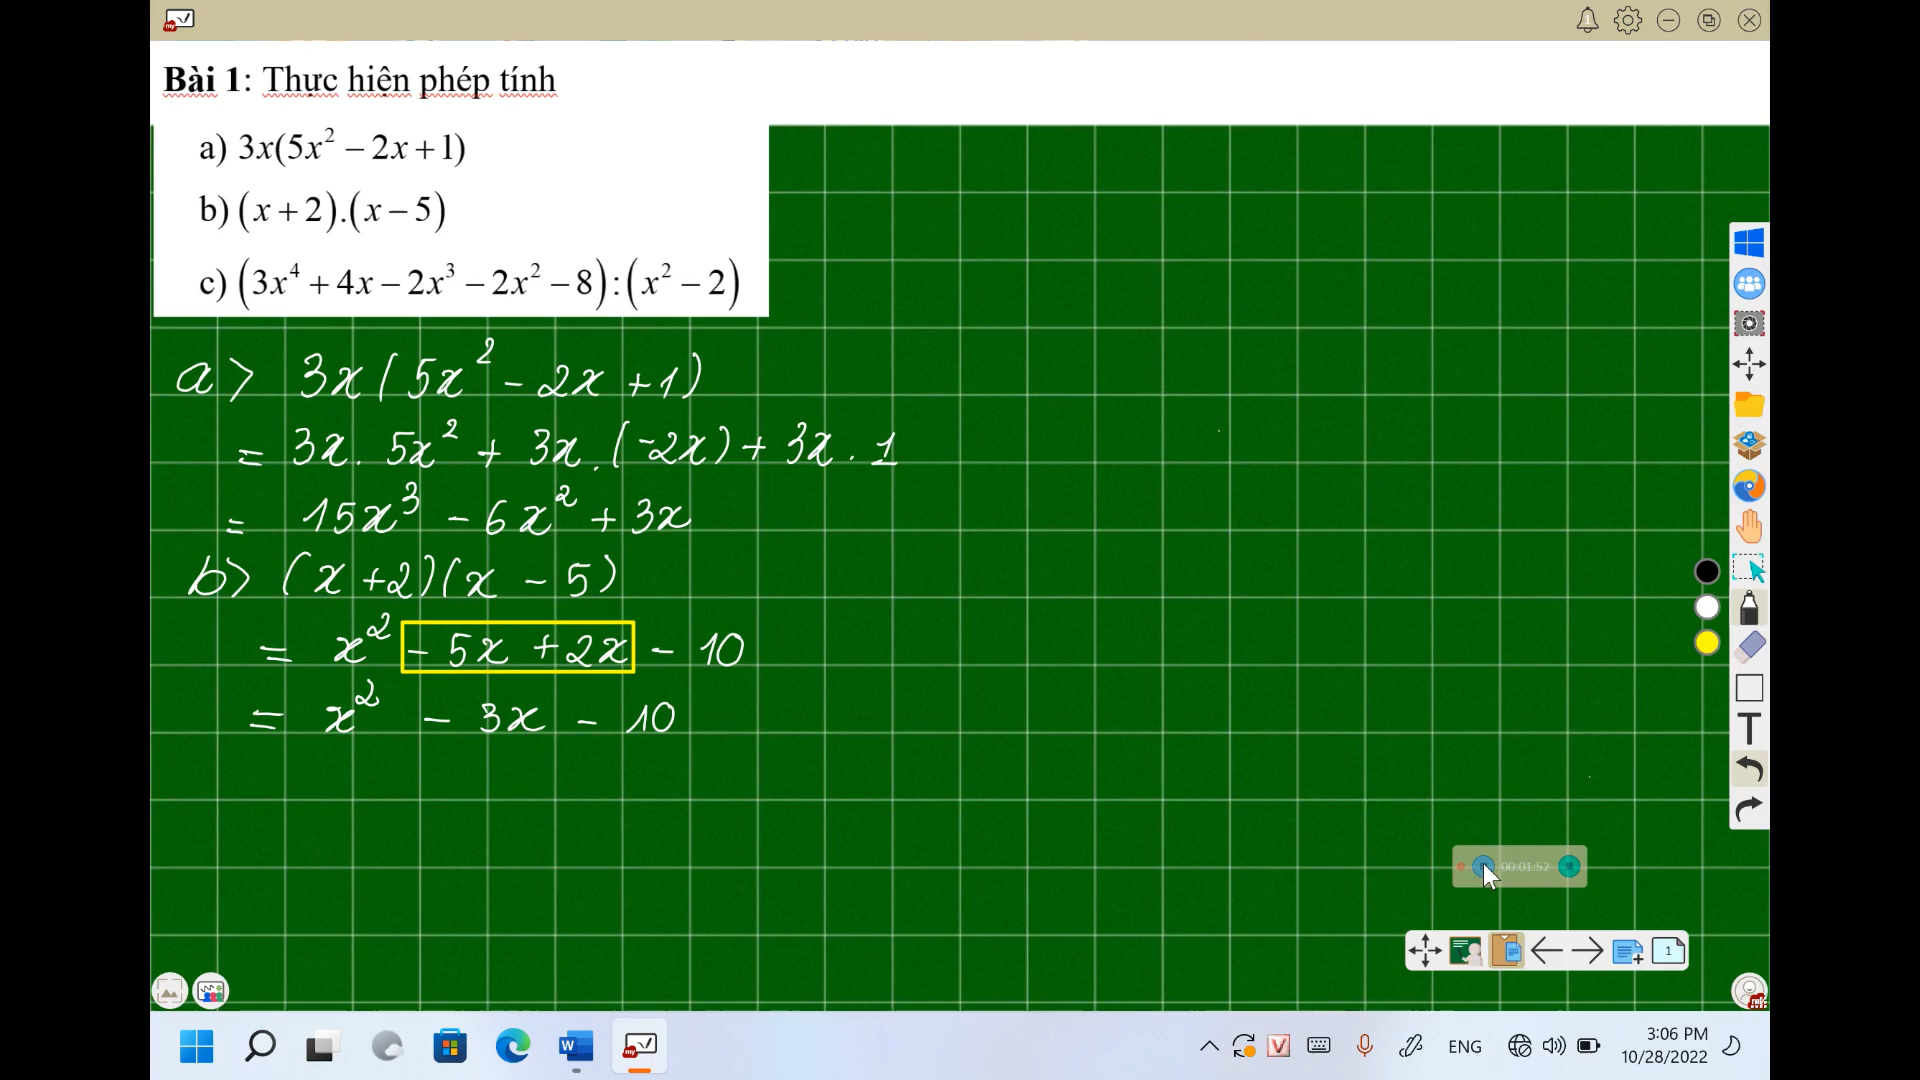 Bài 1: Thực hiện phép tính
a) 3x(5x² − 2x + 1)
b) (x + 2).(x − 5)
c) (3x⁴ + 4x − 2x³ − 2x² − 8) : (x² − 2)
a> 3x(5x² - 2x + 1)
= 3x. 5x² + 3x.(-2x) + 3x . 1
= 15x³ - 6x² + 3x
b> (x + 2)(x - 5)
= x² - 5x + 2x - 10
= x² - 3x - 10
00:01:52
1
ENG
3:06 PM
10/28/2022